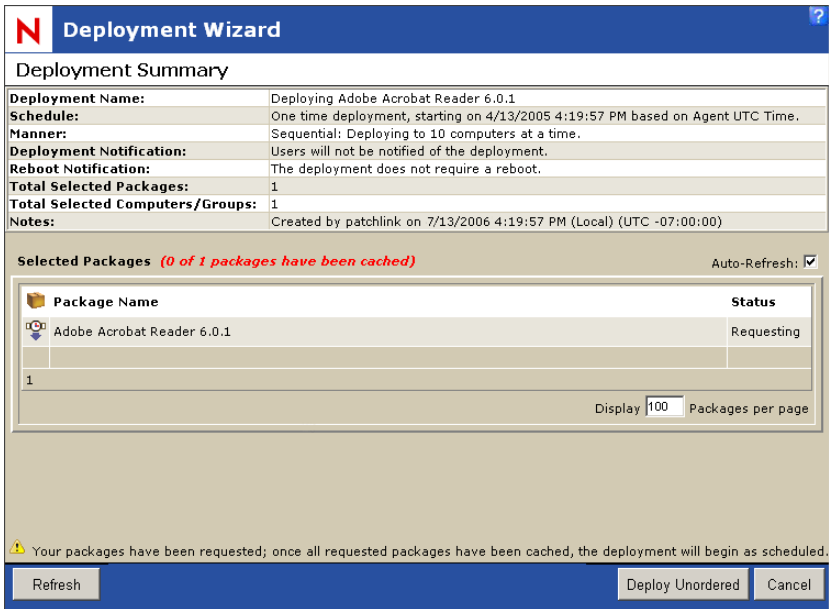 ?
N Deployment Wizard
Deployment Summary
Deployment Name: Deploying Adobe Acrobat Reader 6.0.1
Schedule: One time deployment, starting on 4/13/2005 4:19:57 PM based on Agent UTC Time.
Manner: Sequential: Deploying to 10 computers at a time.
Deployment Notification: Users will not be notified of the deployment.
Reboot Notification: The deployment does not require a reboot.
Total Selected Packages: 1
Total Selected Computers/Groups: 1
Notes: Created by patchlink on 7/13/2006 4:19:57 PM (Local) (UTC -07:00:00)
Selected Packages (0 of 1 packages have been cached) Auto-Refresh:
Package Name Status
Adobe Acrobat Reader 6.0.1 Requesting
1
Display 100 Packages per page
Your packages have been requested; once all requested packages have been cached, the deployment will begin as scheduled.
Refresh Deploy Unordered Cancel